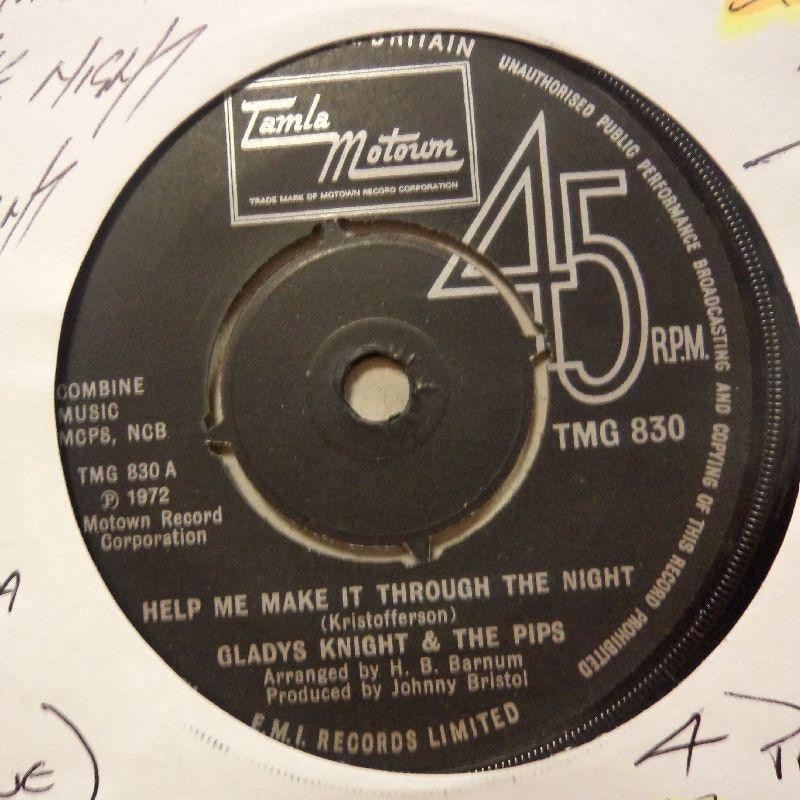 NIGHT
BRITAIN
UNAUTHORISED PUBLIC PERFORMANCE BROADCASTING AND COPYING OF THIS RECORD PROHIBITED
Tamla
Motown
TRADE MARK OF MOTOWN RECORD CORPORATION
45
R.P.M.
TMG 830
COMBINE
MUSIC
MCPS, NCB
TMG 830 A
℗ 1972
Motown Record
Corporation
HELP ME MAKE IT THROUGH THE NIGHT
(Kristofferson)
GLADYS KNIGHT & THE PIPS
Arranged by H. B. Barnum
Produced by Johnny Bristol
E.M.I. RECORDS LIMITED
A
UE)
4